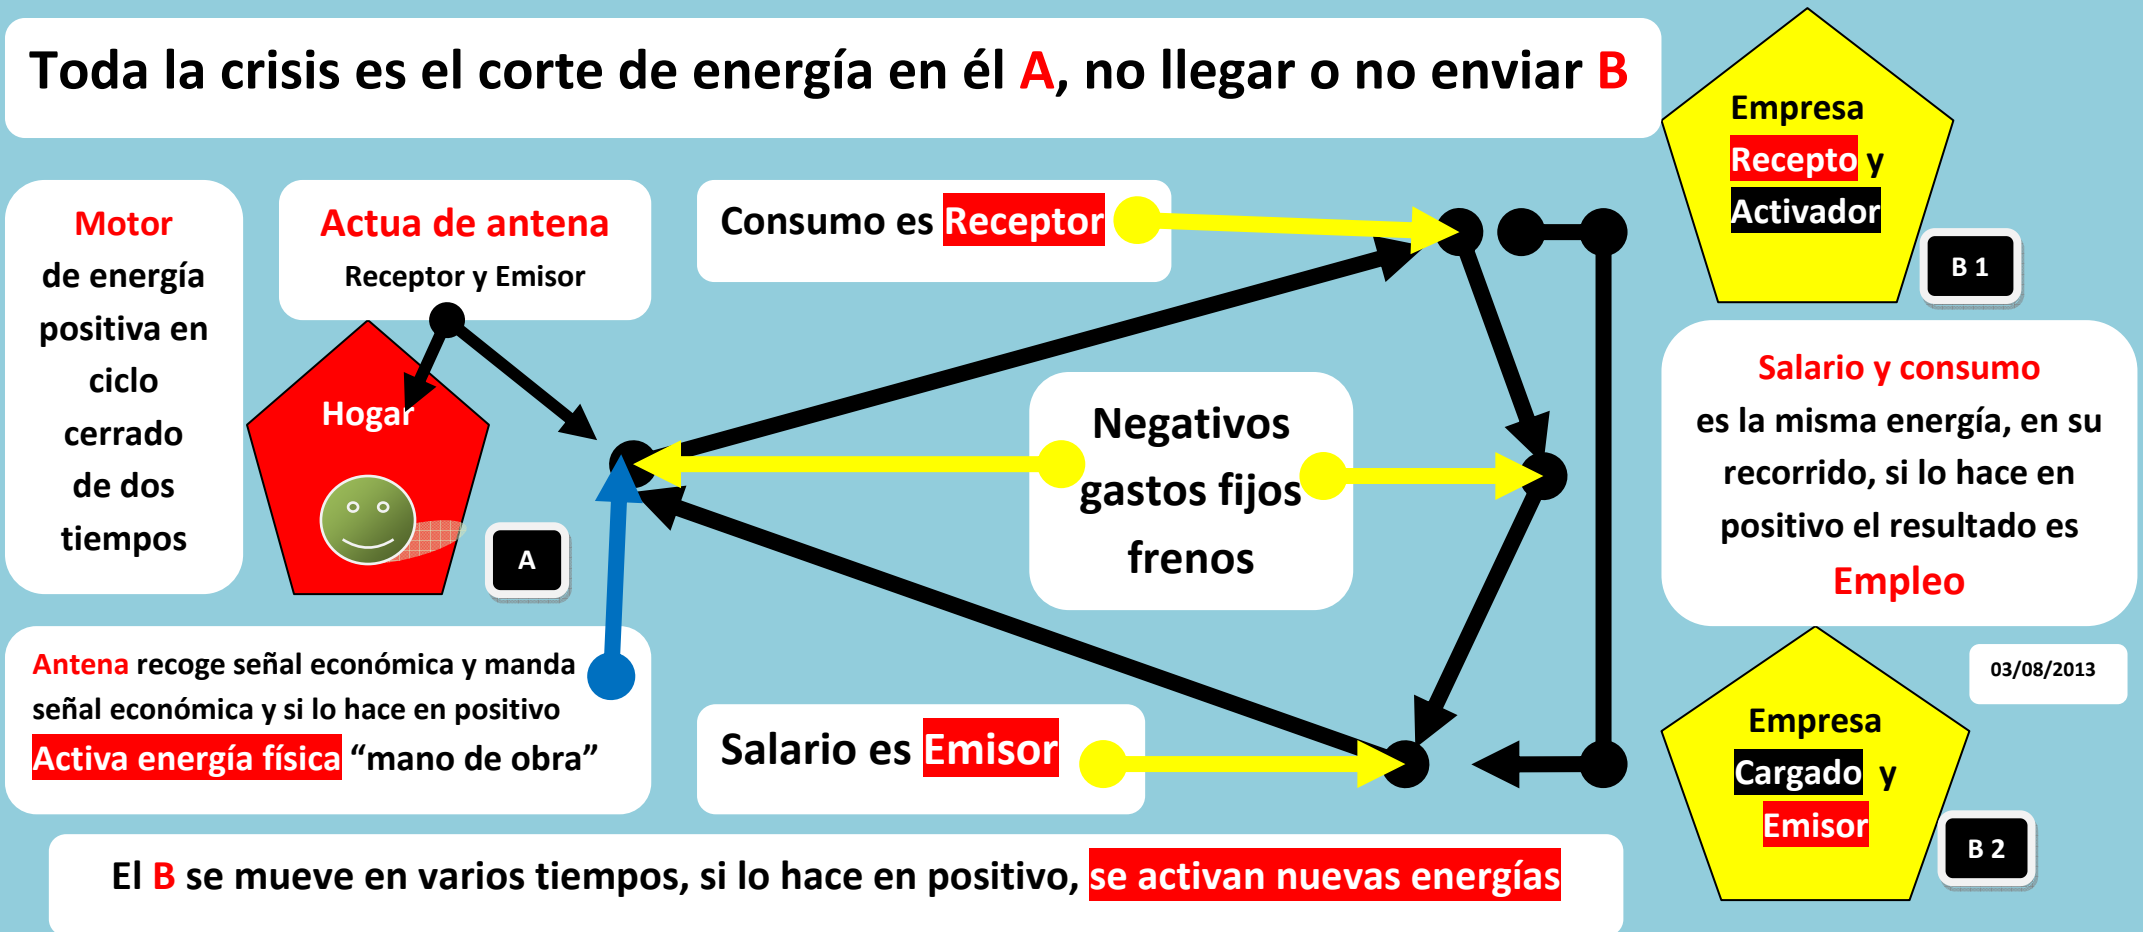 Toda la crisis es el corte de energía en él A, no llegar o no enviar B
Empresa
Recepto y
Activador
B 1
Motor
de energía
positiva en
ciclo
cerrado
de dos
tiempos
Actua de antena
Receptor y Emisor
Consumo es Receptor
Hogar
A
Negativos
gastos fijos
frenos
Salario y consumo
es la misma energía, en su
recorrido, si lo hace en
positivo el resultado es
Empleo
03/08/2013
Antena recoge señal económica y manda
señal económica y si lo hace en positivo
Activa energía física “mano de obra”
Salario es Emisor
Empresa
Cargado y
Emisor
B 2
El B se mueve en varios tiempos, si lo hace en positivo, se activan nuevas energías